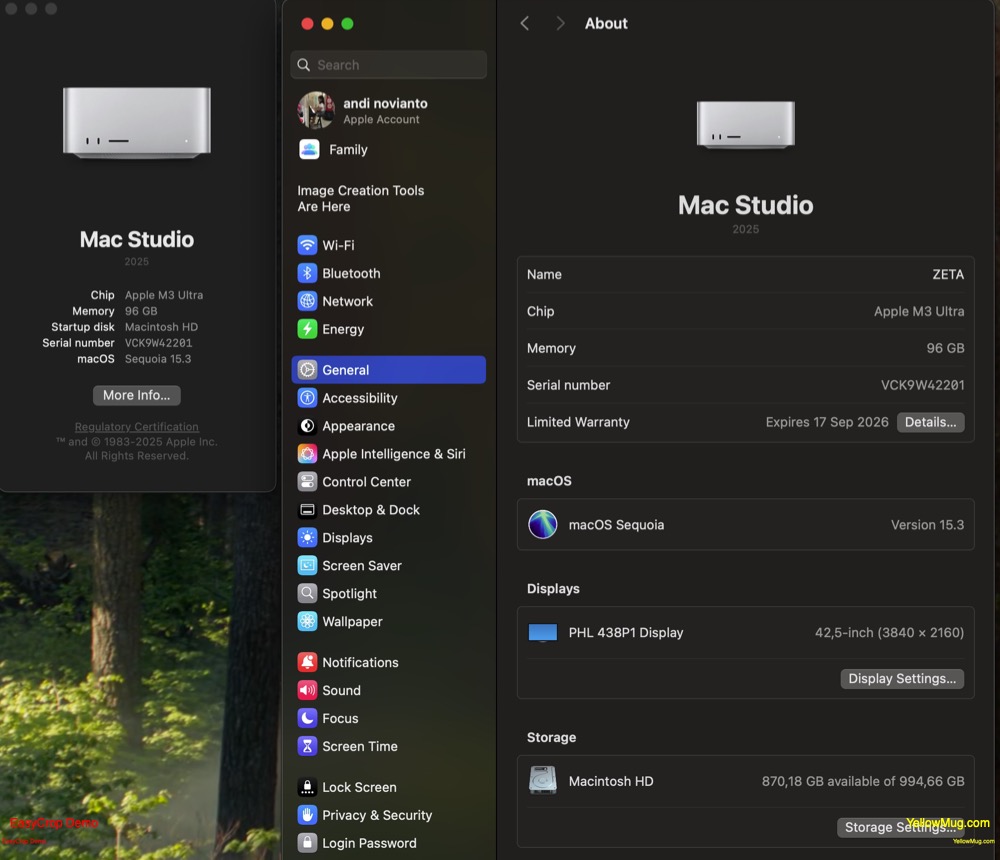 Mac Studio
2025
Chip Apple M3 Ultra
Memory 96 GB
Startup disk Macintosh HD
Serial number VCK9W42201
macOS Sequoia 15.3
More Info...
Regulatory Certification
™ and © 1983-2025 Apple Inc.
All Rights Reserved.
EasyCrop Demo
Search
andi novianto
Apple Account
Family
Image Creation Tools
Are Here
Wi-Fi
Bluetooth
Network
Energy
General
Accessibility
Appearance
Apple Intelligence & Siri
Control Center
Desktop & Dock
Displays
Screen Saver
Spotlight
Wallpaper
Notifications
Sound
Focus
Screen Time
Lock Screen
Privacy & Security
Login Password
About
Mac Studio
2025
Name ZETA
Chip Apple M3 Ultra
Memory 96 GB
Serial number VCK9W42201
Limited Warranty Expires 17 Sep 2026 Details...
macOS
macOS Sequoia Version 15.3
Displays
PHL 438P1 Display 42,5-inch (3840 × 2160)
Display Settings...
Storage
Macintosh HD 870,18 GB available of 994,66 GB
Storage Settings...
YellowMug.com
YellowMug.com